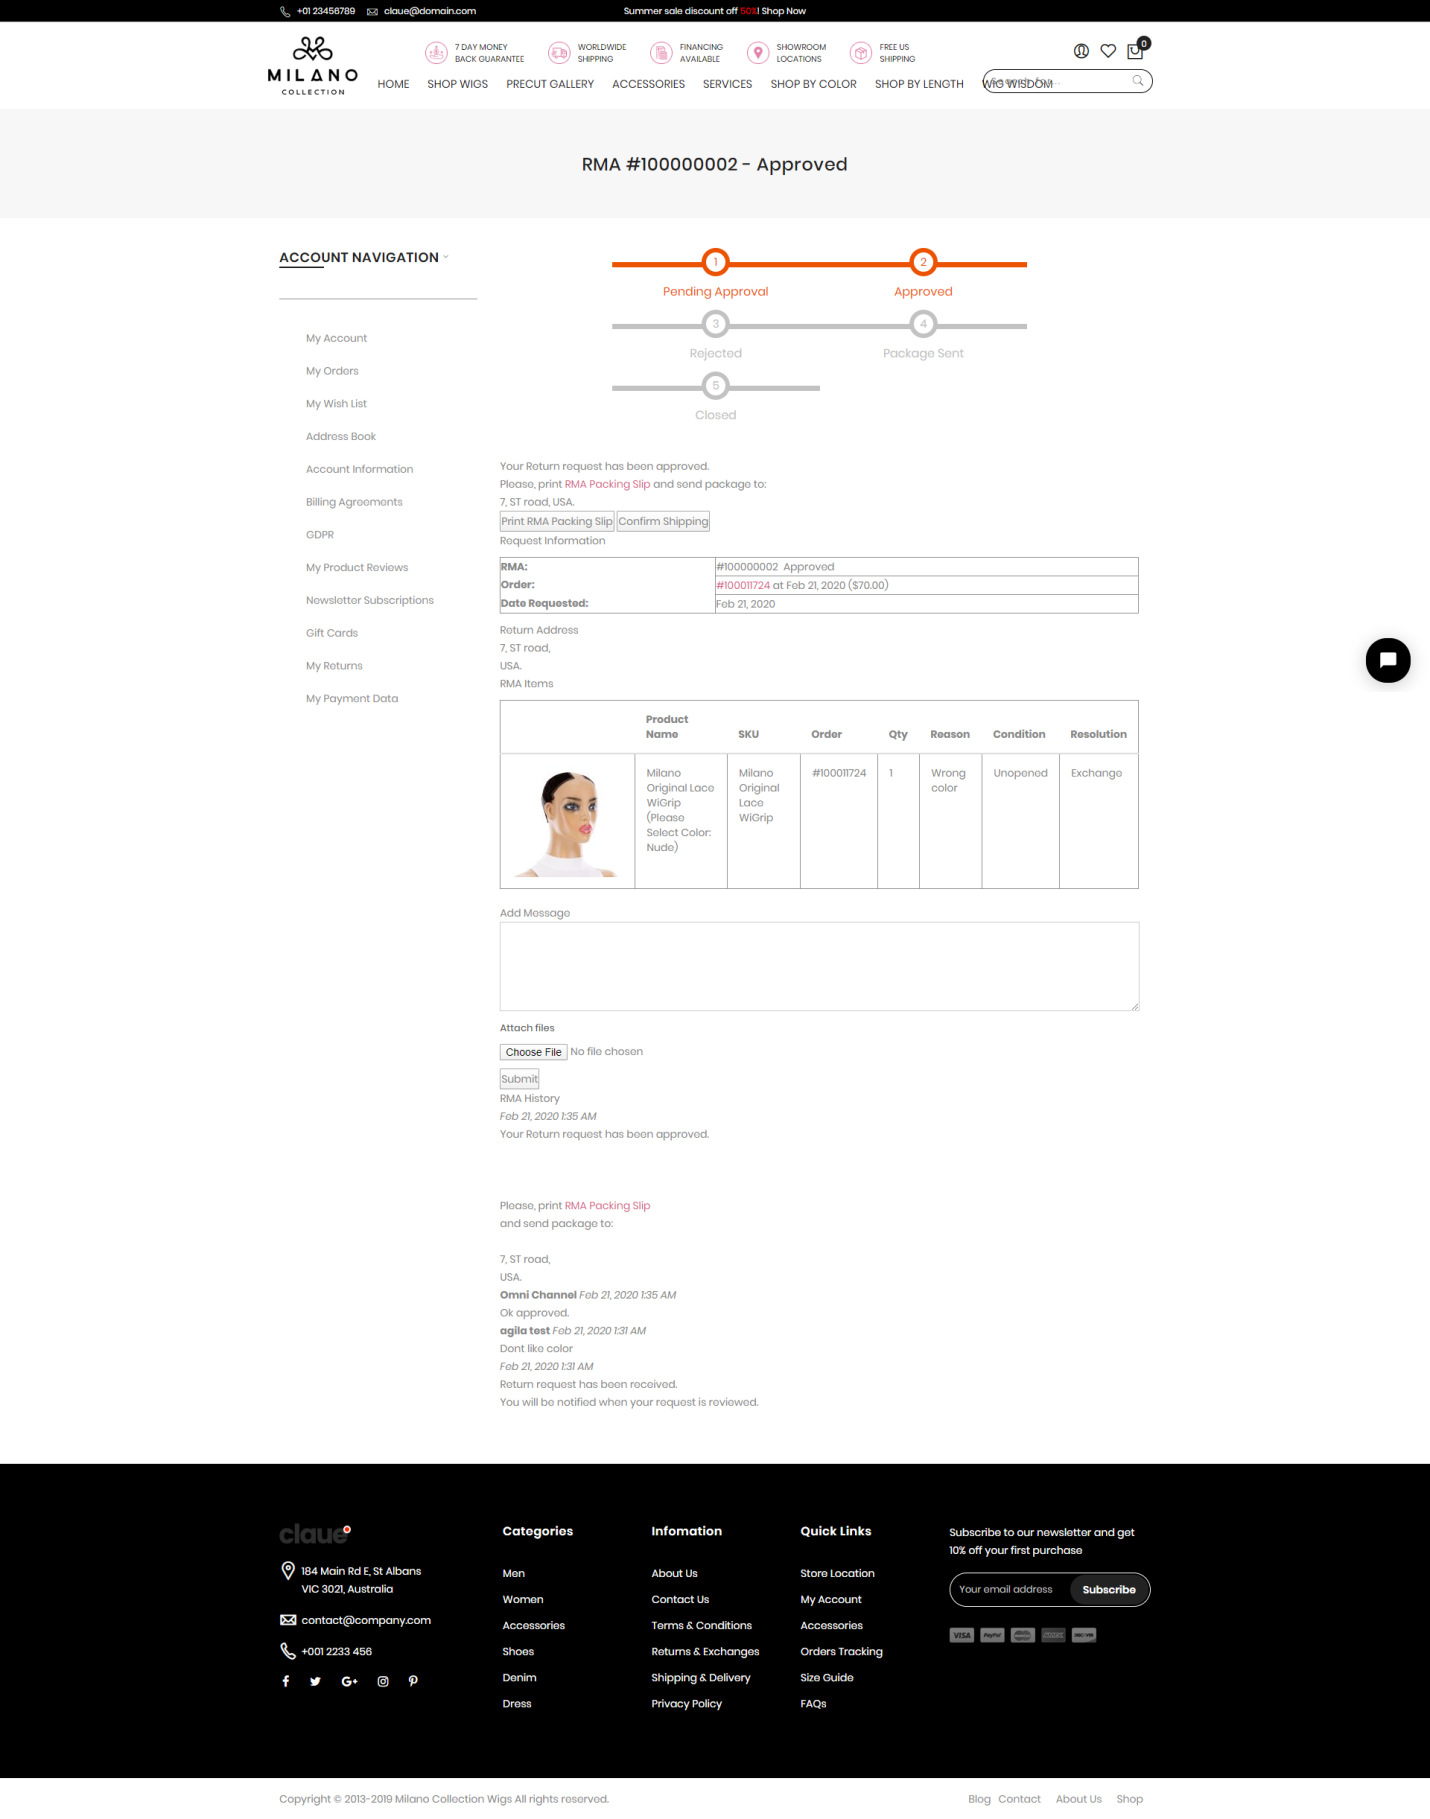 +01 23456789 claue@domain.com Summer sale discount off 50%! Shop Now
7 DAY MONEY
BACK GUARANTEE
WORLDWIDE
SHIPPING
FINANCING
AVAILABLE
SHOWROOM
LOCATIONS
FREE US
SHIPPING
0
MILANO
COLLECTION
HOME SHOP WIGS PRECUT GALLERY ACCESSORIES SERVICES SHOP BY COLOR SHOP BY LENGTH WIG WISDOM
Search for...
RMA #100000002 - Approved
ACCOUNT NAVIGATION
My Account
My Orders
My Wish List
Address Book
Account Information
Billing Agreements
GDPR
My Product Reviews
Newsletter Subscriptions
Gift Cards
My Returns
My Payment Data
1 2
Pending Approval Approved
3 4
Rejected Package Sent
5
Closed
Your Return request has been approved.
Please, print RMA Packing Slip and send package to:
7, ST road, USA.
Print RMA Packing Slip Confirm Shipping
Request Information
RMA: #100000002 Approved
Order: #100011724 at Feb 21, 2020 ($70.00)
Date Requested: Feb 21, 2020
Return Address
7, ST road,
USA.
RMA Items
Product
Name SKU Order Qty Reason Condition Resolution
Milano
Original Lace
WiGrip
(Please
Select Color:
Nude)
Milano
Original
Lace
WiGrip
#100011724
1
Wrong
color
Unopened
Exchange
Add Message
Attach files
Choose File No file chosen
Submit
RMA History
Feb 21, 2020 1:35 AM
Your Return request has been approved.
Please, print RMA Packing Slip
and send package to:
7, ST road,
USA.
Omni Channel Feb 21, 2020 1:35 AM
Ok approved.
agila test Feb 21, 2020 1:31 AM
Dont like color
Feb 21, 2020 1:31 AM
Return request has been received.
You will be notified when your request is reviewed.
claue
184 Main Rd E, St Albans
VIC 3021, Australia
contact@company.com
+001 2233 456
Categories
Men
Women
Accessories
Shoes
Denim
Dress
Infomation
About Us
Contact Us
Terms & Conditions
Returns & Exchanges
Shipping & Delivery
Privacy Policy
Quick Links
Store Location
My Account
Accessories
Orders Tracking
Size Guide
FAQs
Subscribe to our newsletter and get
10% off your first purchase
Your email address Subscribe
VISA PayPal
Copyright © 2013-2019 Milano Collection Wigs All rights reserved.
Blog Contact About Us Shop